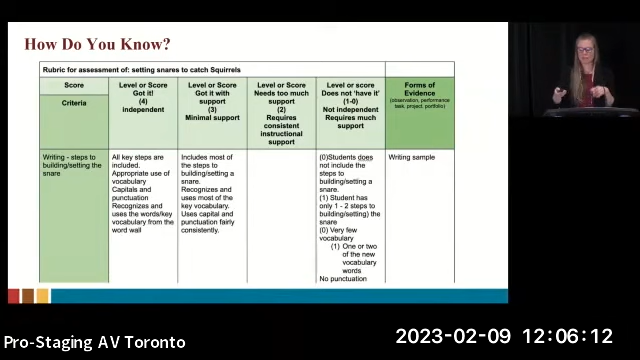 How Do You Know?
Rubric for assessment of: setting snares to catch Squirrels
Score
Criteria
Level or Score
Got it!
(4)
independent
Level or Score
Got it with
support
(3)
Minimal support
Level or Score
Needs too much
support
(2)
Requires
consistent
instructional
support
Level or score
Does not 'have it'
(1-0)
Not independent
Requires much
support
Forms of
Evidence
(observation, performance
task, project, portfolio)
Writing - steps to
building/setting the
snare
All key steps are
included.
Appropriate use of
vocabulary
Capitals and
punctuation
Recognizes and
uses the words/key
vocabulary from the
word wall
Includes most of
the steps to
building/setting a
snare.
Recognizes and
uses most of the
key vocabulary.
Uses capital and
punctuation fairly
consistently.
(0)Students does
not include the
steps to
building/setting a
snare.
(1) Student has
only 1 - 2 steps to
building/setting) the
snare
(0) Very few
vocabulary
(1) One or two
of the new
vocabulary
words
No punctuation
Writing sample
Pro-Staging AV Toronto
2023-02-09 12:06:12